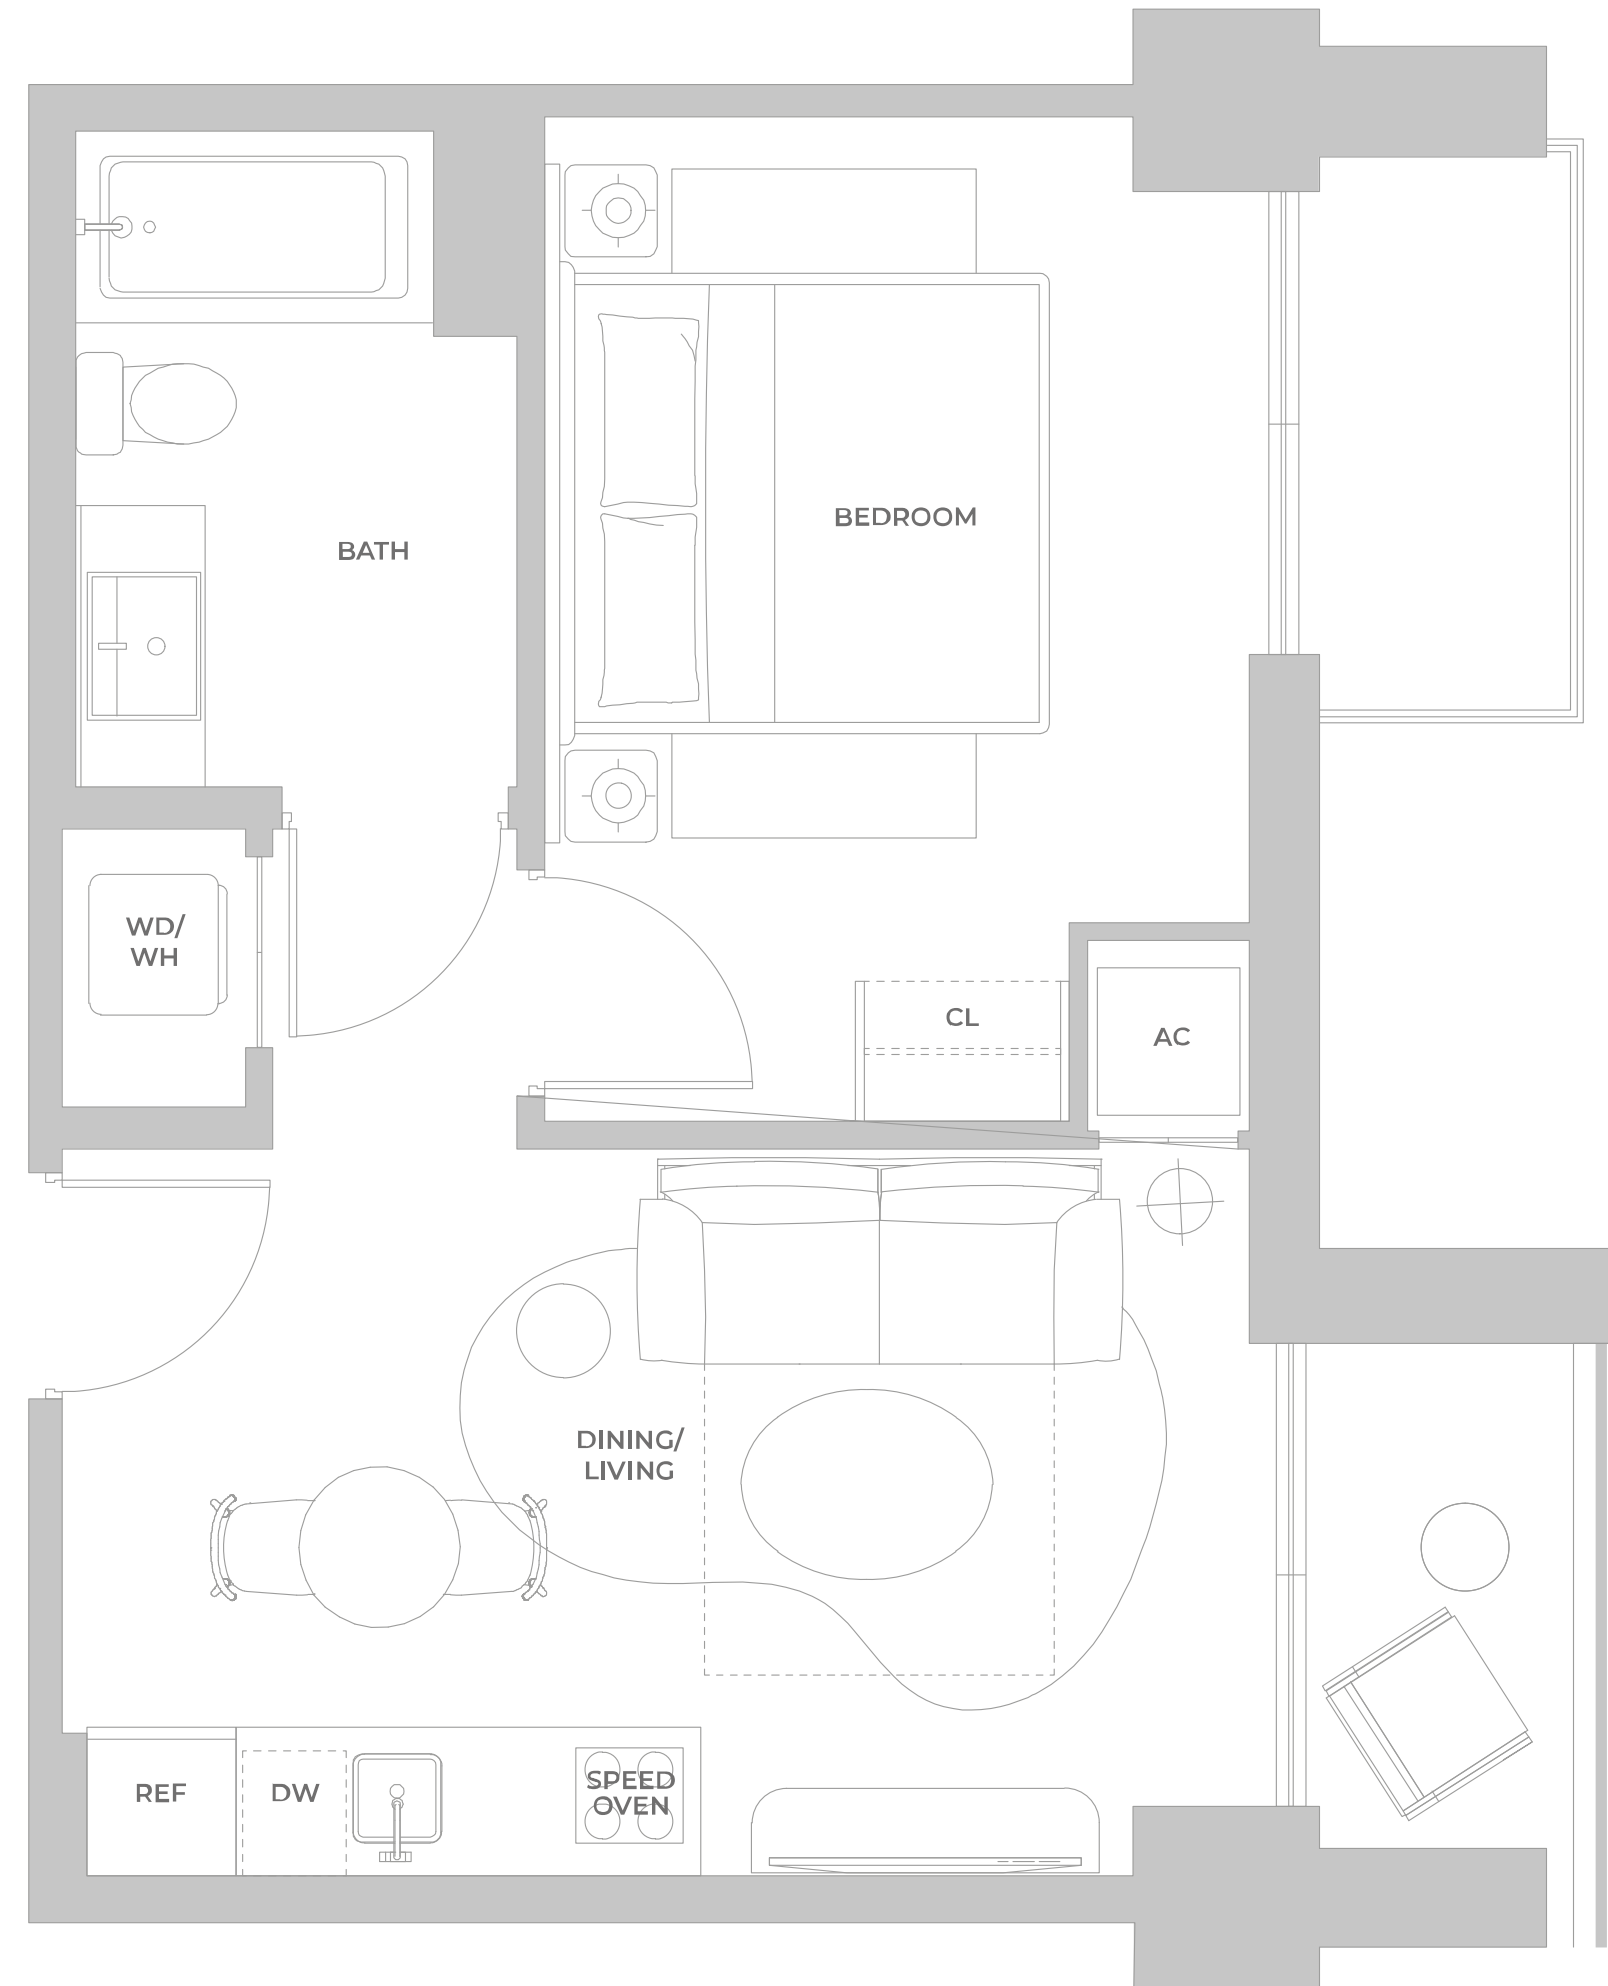 BEDROOM
BATH
WD/
WH
CL
AC
DINING/
LIVING
REF
DW
SPEED
OVEN